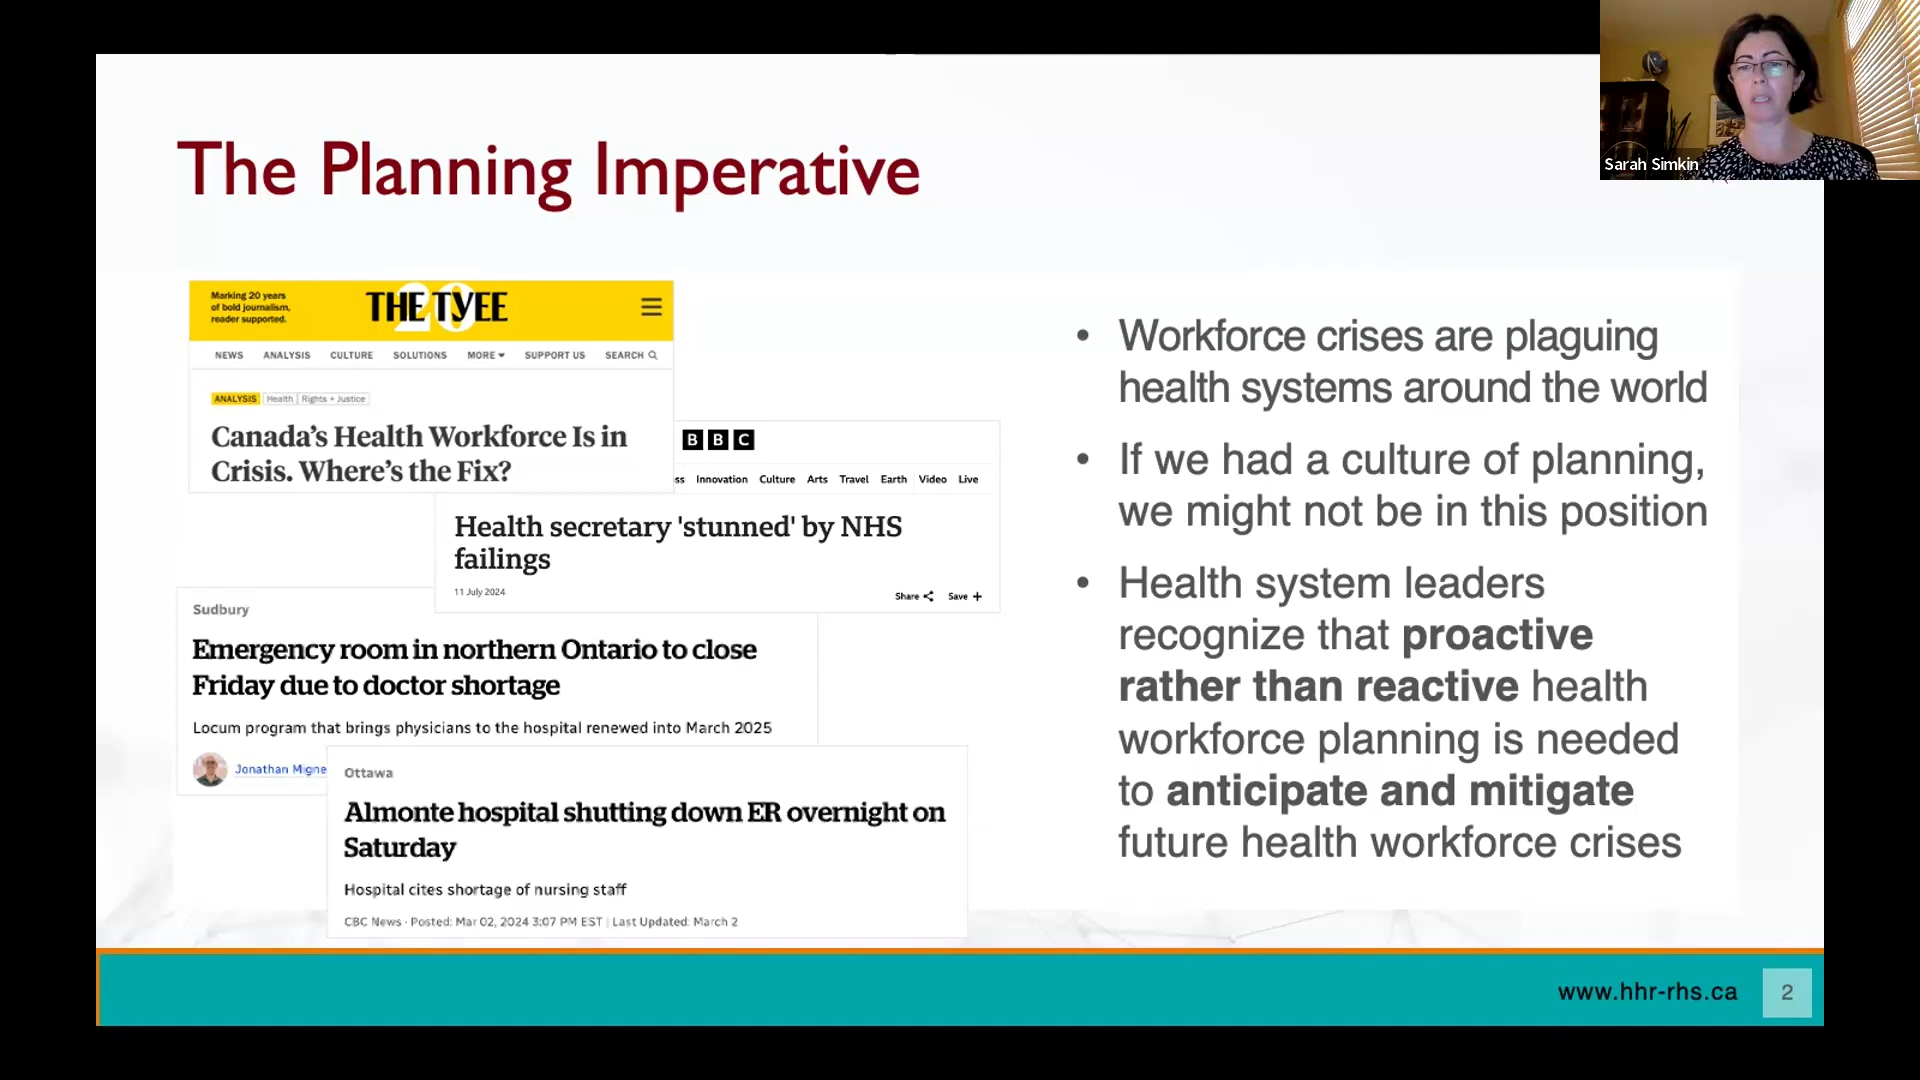 Sarah Simkin
The Planning Imperative
Marking 20 years
of bold journalism,
reader supported.
THE TYEE
20
NEWS ANALYSIS CULTURE SOLUTIONS MORE SUPPORT US SEARCH
ANALYSIS Health Rights + Justice
Canada's Health Workforce Is in
Crisis. Where's the Fix?
BBC
ss Innovation Culture Arts Travel Earth Video Live
Health secretary 'stunned' by NHS
failings
11 July 2024
Share Save +
Sudbury
Emergency room in northern Ontario to close
Friday due to doctor shortage
Locum program that brings physicians to the hospital renewed into March 2025
Jonathan Migne
Ottawa
Almonte hospital shutting down ER overnight on
Saturday
Hospital cites shortage of nursing staff
CBC News · Posted: Mar 02, 2024 3:07 PM EST | Last Updated: March 2
• Workforce crises are plaguing
health systems around the world
• If we had a culture of planning,
we might not be in this position
• Health system leaders
recognize that proactive
rather than reactive health
workforce planning is needed
to anticipate and mitigate
future health workforce crises
www.hhr-rhs.ca
2